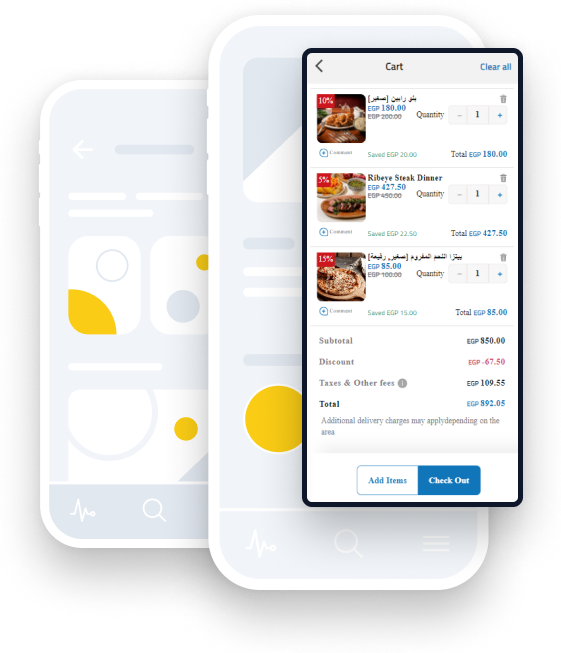 Cart
Clear all
10%
بلو رابين [صغير]
EGP 180.00
EGP 200.00
Quantity
– 1 +
Comment
Saved EGP 20.00
Total EGP 180.00
5%
Ribeye Steak Dinner
EGP 427.50
EGP 450.00
Quantity
– 1 +
Comment
Saved EGP 22.50
Total EGP 427.50
15%
بيتزا اللحم المفروم [صغير, رقيعة]
EGP 85.00
EGP 100.00
Quantity
– 1 +
Comment
Saved EGP 15.00
Total EGP 85.00
Subtotal EGP 850.00
Discount EGP -67.50
Taxes & Other fees EGP 109.55
Total EGP 892.05
Additional delivery charges may applydepending on the
area
Add Items
Check Out